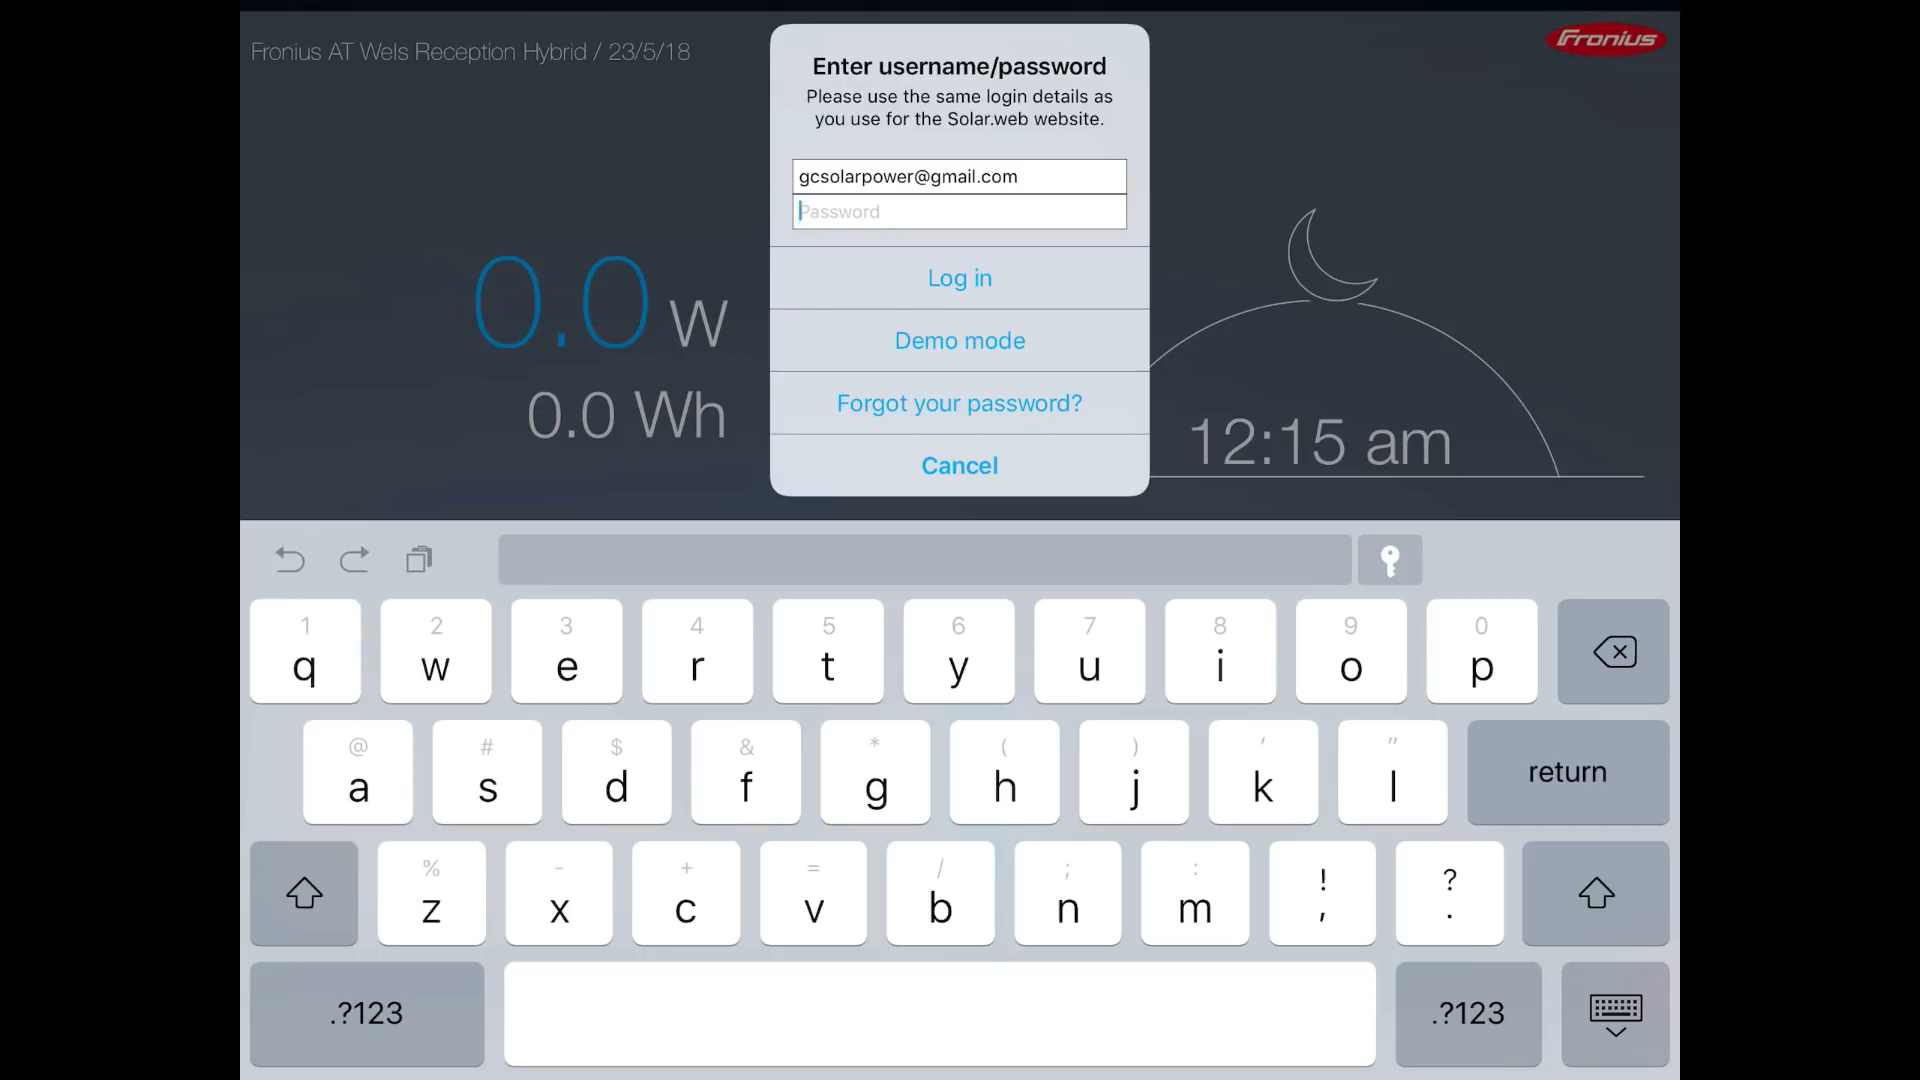 Fronius AT Wels Reception Hybrid / 23/5/18
Fronius
Enter username/password
Please use the same login details as
you use for the Solar.web website.
gcsolarpower@gmail.com
Password
Log in
Demo mode
Forgot your password?
Cancel
0.0 W
0.0 Wh
12:15 am
1 2 3 4 5 6 7 8 9 0
q w e r t y u i o p
@ # $ & * ( ) ' "
a s d f g h j k l return
% - + = / ; : ! ?
z x c v b n m , .
.?123 .?123